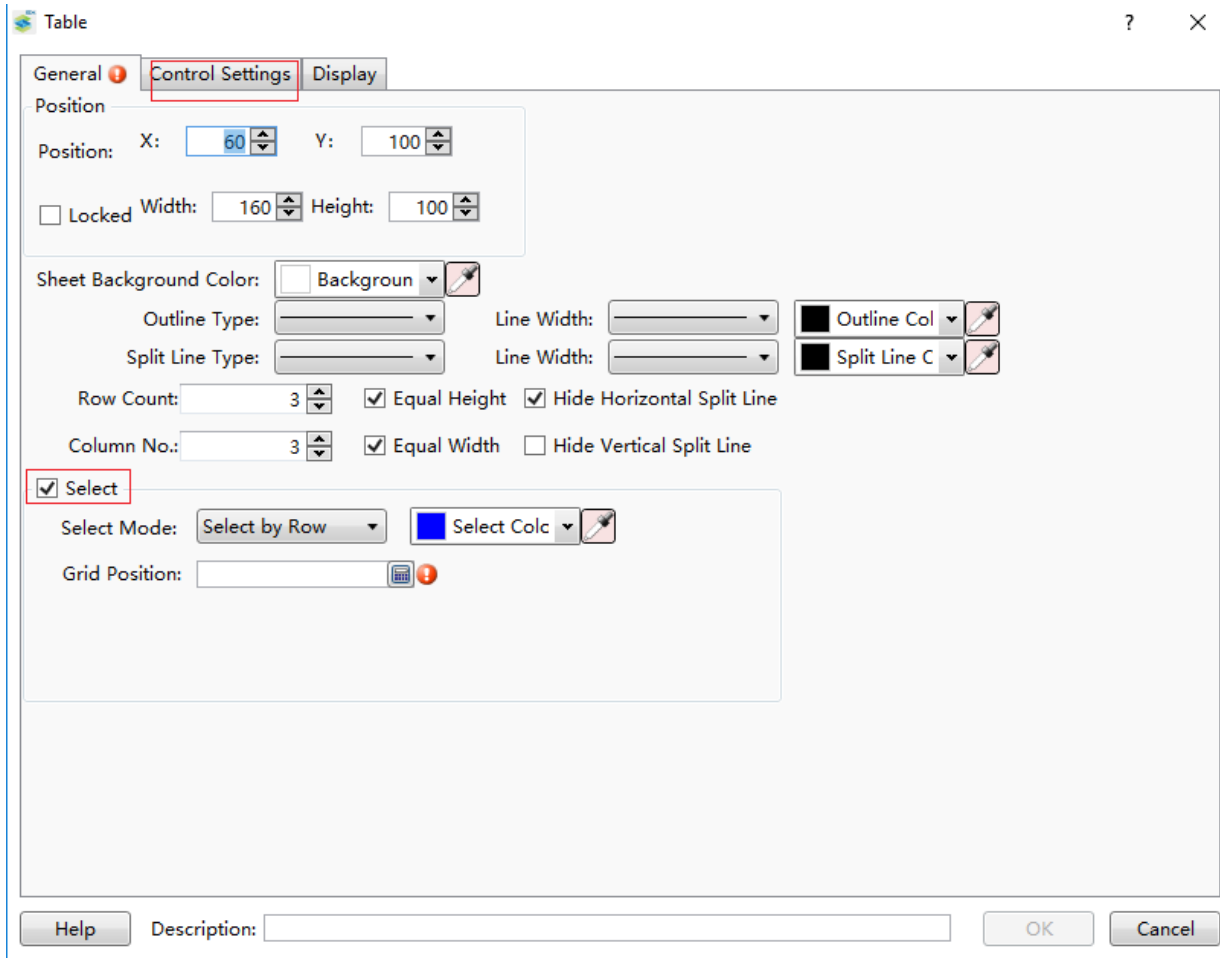 Table
General Control Settings Display
Position
Position: X: 60 Y: 100
Locked Width: 160 Height: 100
Sheet Background Color: Backgroun
Outline Type: Line Width: Outline Col
Split Line Type: Line Width: Split Line C
Row Count: 3 Equal Height Hide Horizontal Split Line
Column No.: 3 Equal Width Hide Vertical Split Line
Select
Select Mode: Select by Row Select Colc
Grid Position:
Help Description: OK Cancel